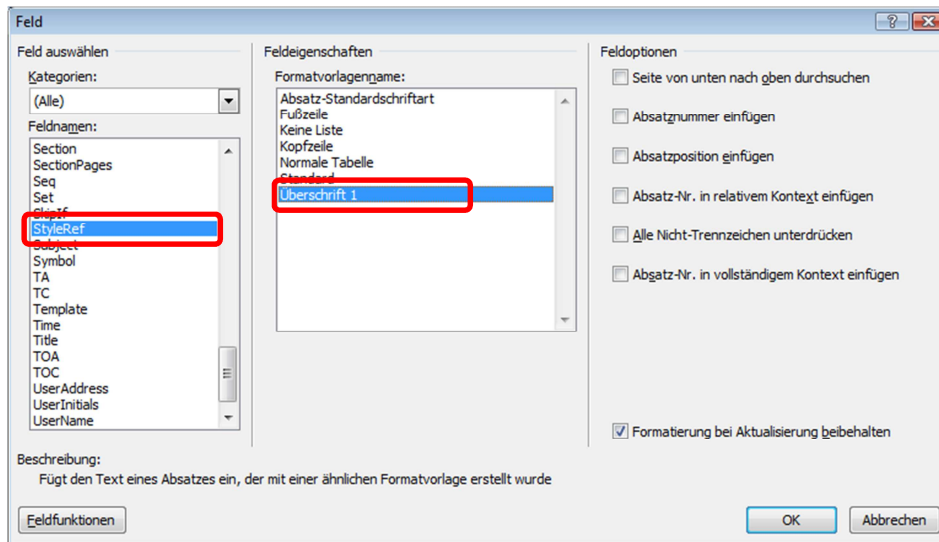 Feld
Feld auswählen
Kategorien:
(Alle)
Feldnamen:
Section
SectionPages
Seq
Set
SkipIf
StyleRef
Subject
Symbol
TA
TC
Template
Time
Title
TOA
TOC
UserAddress
UserInitials
UserName
Feldeigenschaften
Formatvorlagenname:
Absatz-Standardschriftart
Fußzeile
Keine Liste
Kopfzeile
Normale Tabelle
Standard
Überschrift 1
Feldoptionen
Seite von unten nach oben durchsuchen
Absatznummer einfügen
Absatzposition einfügen
Absatz-Nr. in relativem Kontext einfügen
Alle Nicht-Trennzeichen unterdrücken
Absatz-Nr. in vollständigem Kontext einfügen
Formatierung bei Aktualisierung beibehalten
Beschreibung:
Fügt den Text eines Absatzes ein, der mit einer ähnlichen Formatvorlage erstellt wurde
Feldfunktionen
OK
Abbrechen